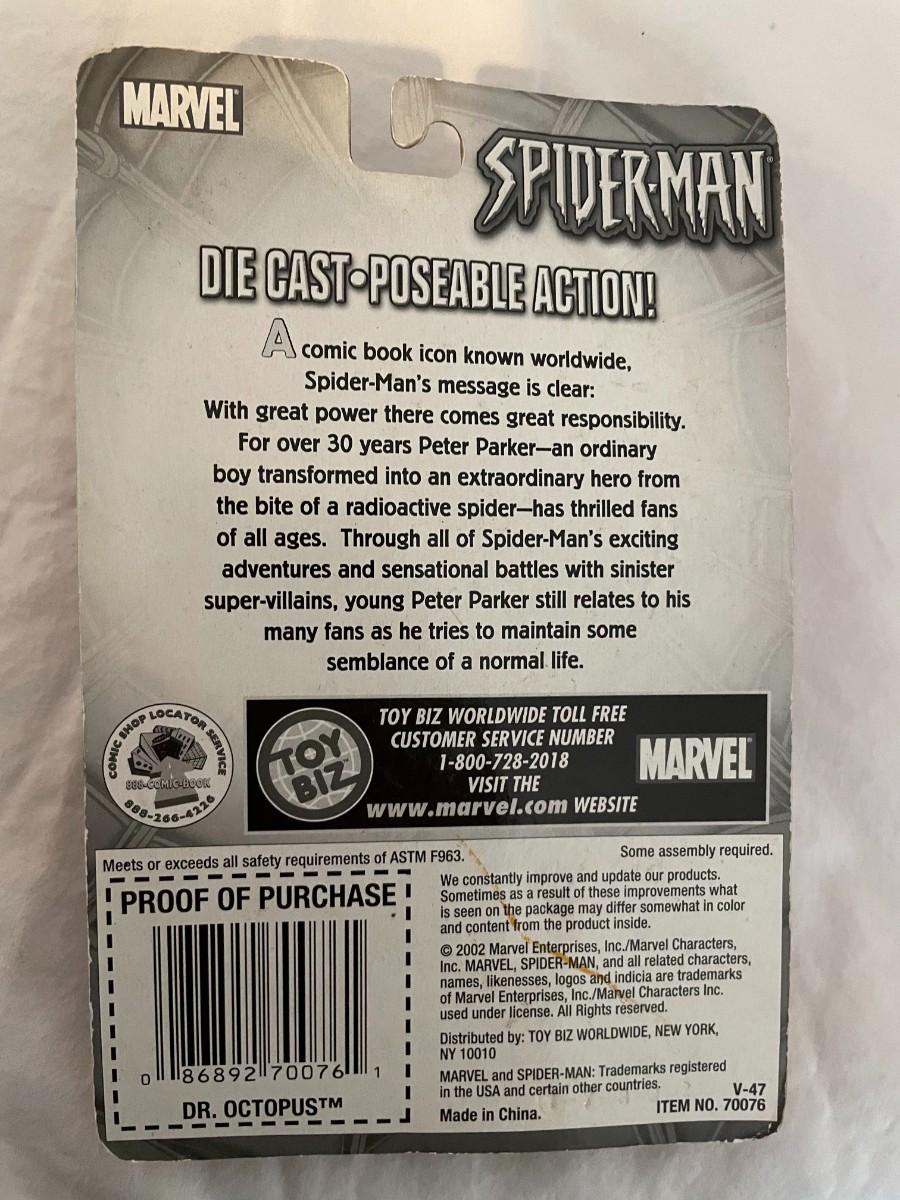 MARVEL
SPIDER-MAN®
DIE CAST•POSEABLE ACTION!
A comic book icon known worldwide,
Spider-Man's message is clear:
With great power there comes great responsibility.
For over 30 years Peter Parker—an ordinary
boy transformed into an extraordinary hero from
the bite of a radioactive spider—has thrilled fans
of all ages. Through all of Spider-Man's exciting
adventures and sensational battles with sinister
super-villains, young Peter Parker still relates to his
many fans as he tries to maintain some
semblance of a normal life.
COMIC SHOP LOCATOR SERVICE
888-COMIC-BOOK
888-266-4226
TOY BIZ™
TOY BIZ WORLDWIDE TOLL FREE
CUSTOMER SERVICE NUMBER
1-800-728-2018
VISIT THE
www.marvel.com WEBSITE
MARVEL
Meets or exceeds all safety requirements of ASTM F963.
Some assembly required.
PROOF OF PURCHASE
0 86892 70076 1
DR. OCTOPUS™
We constantly improve and update our products.
Sometimes as a result of these improvements what
is seen on the package may differ somewhat in color
and content from the product inside.
© 2002 Marvel Enterprises, Inc./Marvel Characters,
Inc. MARVEL, SPIDER-MAN, and all related characters,
names, likenesses, logos and indicia are trademarks
of Marvel Enterprises, Inc./Marvel Characters Inc.
used under license. All Rights reserved.
Distributed by: TOY BIZ WORLDWIDE, NEW YORK,
NY 10010
MARVEL and SPIDER-MAN: Trademarks registered
in the USA and certain other countries.
Made in China.
V-47
ITEM NO. 70076